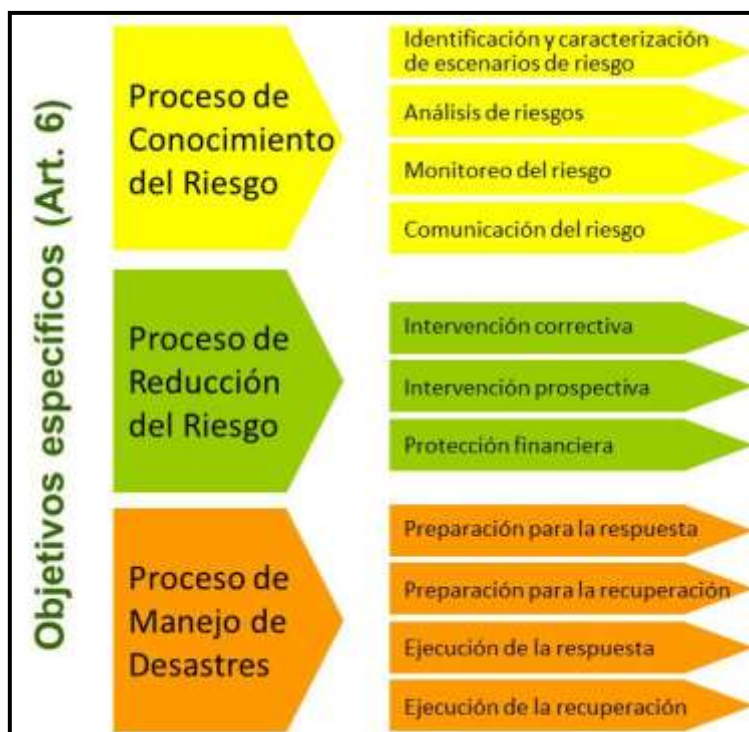 Objetivos específicos (Art. 6)
Proceso de
Conocimiento
del Riesgo
Identificación y caracterización
de escenarios de riesgo
Análisis de riesgos
Monitoreo del riesgo
Comunicación del riesgo
Proceso de
Reducción
del Riesgo
Intervención correctiva
Intervención prospectiva
Protección financiera
Proceso de
Manejo de
Desastres
Preparación para la respuesta
Preparación para la recuperación
Ejecución de la respuesta
Ejecución de la recuperación